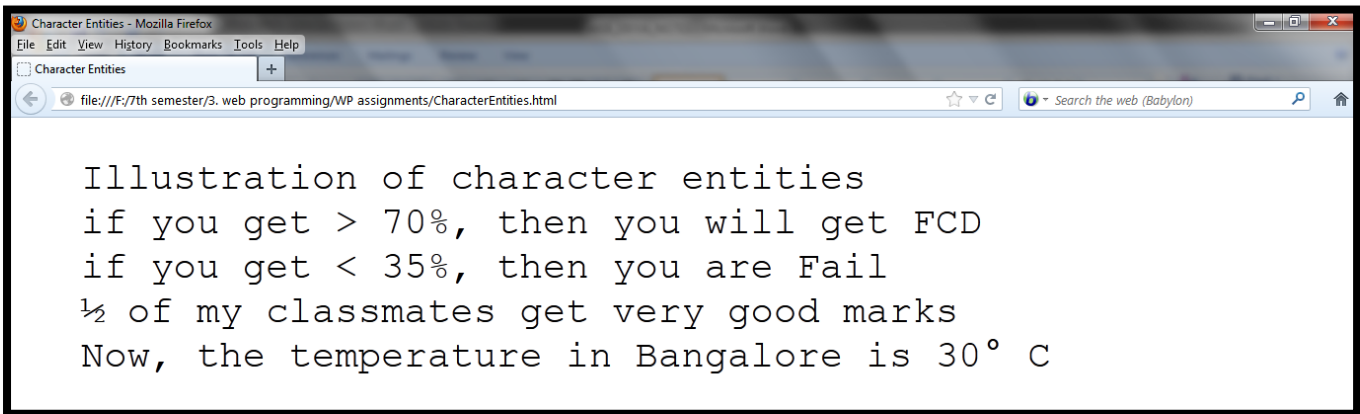 Character Entities - Mozilla Firefox
File Edit View History Bookmarks Tools Help
Character Entities +
file:///F:/7th semester/3. web programming/WP assignments/CharacterEntities.html Search the web (Babylon)
Illustration of character entities
if you get > 70%, then you will get FCD
if you get < 35%, then you are Fail
½ of my classmates get very good marks
Now, the temperature in Bangalore is 30° C